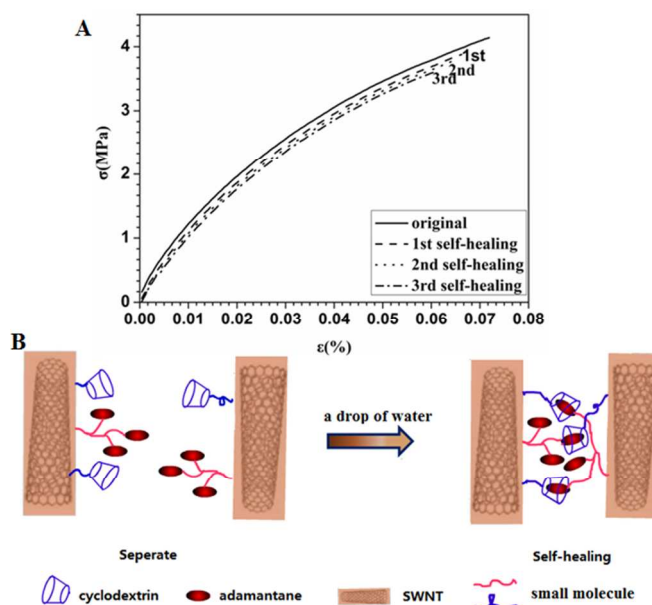 A
σ(MPa)
4
3
2
1
0
1st
2nd
3rd
original
1st self-healing
2nd self-healing
3rd self-healing
0.00 0.01 0.02 0.03 0.04 0.05 0.06 0.07 0.08
ε(%)
B
a drop of water
Seperate
Self-healing
cyclodextrin
adamantane
SWNT
small molecule